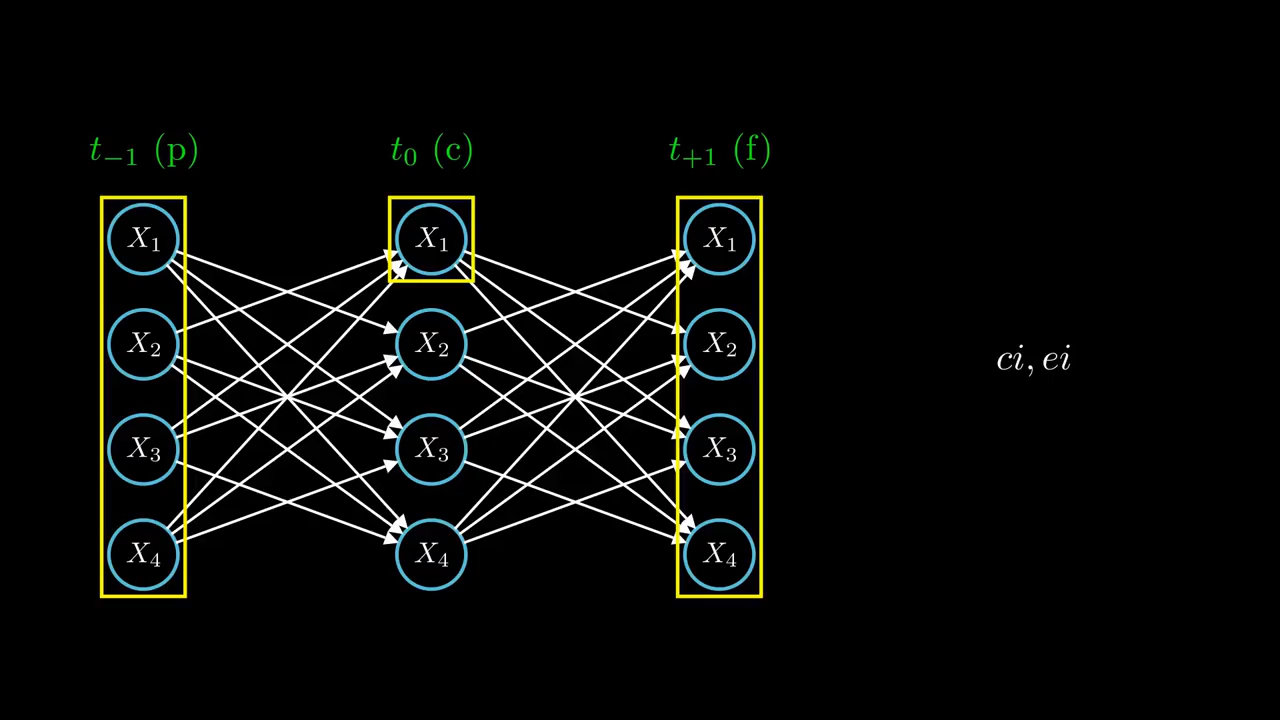 t₋₁ (p) t₀ (c) t₊₁ (f)
X₁ X₁ X₁
X₂ X₂ X₂
ci, ei
X₃ X₃ X₃
X₄ X₄ X₄